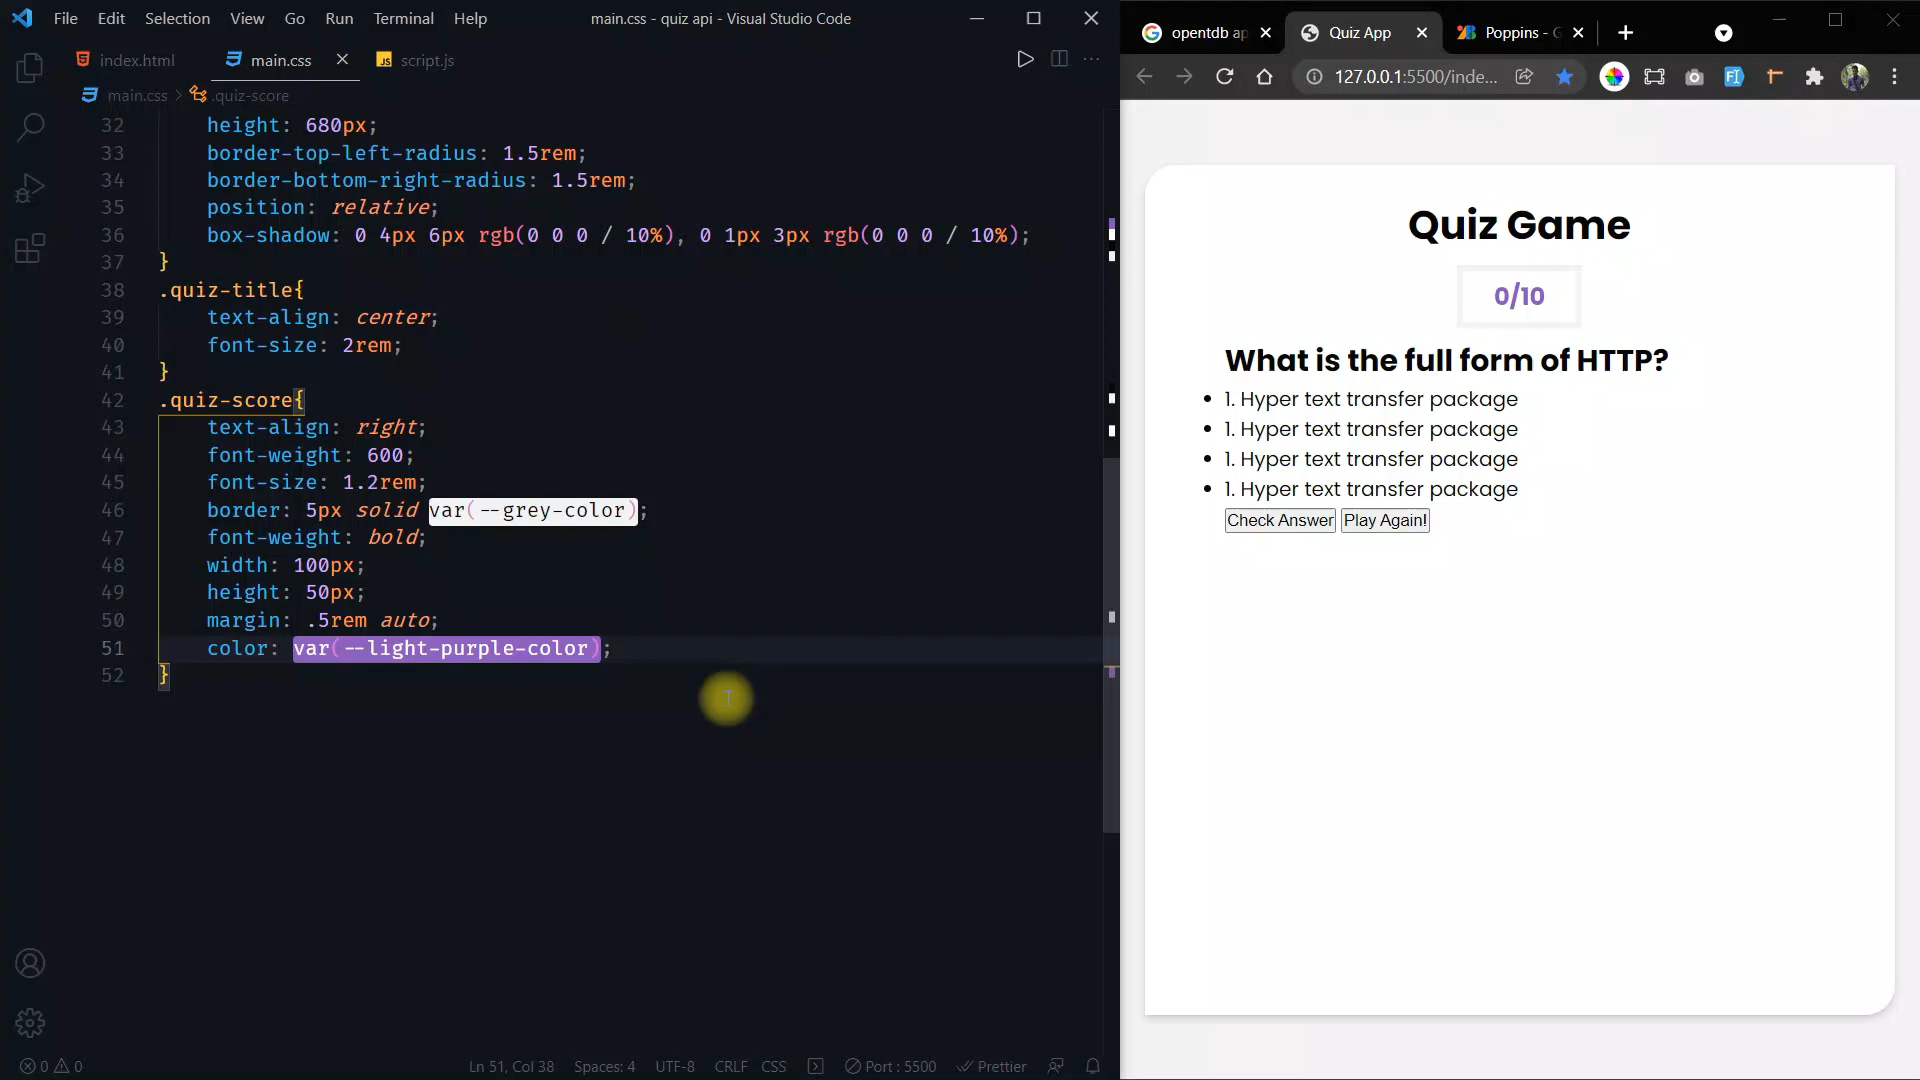 File Edit Selection View Go Run Terminal Help
main.css - quiz api - Visual Studio Code
index.html
main.css
JS script.js
main.css > .quiz-score
32 height: 680px;
33 border-top-left-radius: 1.5rem;
34 border-bottom-right-radius: 1.5rem;
35 position: relative;
36 box-shadow: 0 4px 6px rgb(0 0 0 / 10%), 0 1px 3px rgb(0 0 0 / 10%);
37 }
38 .quiz-title{
39 text-align: center;
40 font-size: 2rem;
41 }
42 .quiz-score{
43 text-align: right;
44 font-weight: 600;
45 font-size: 1.2rem;
46 border: 5px solid var(--grey-color);
47 font-weight: bold;
48 width: 100px;
49 height: 50px;
50 margin: .5rem auto;
51 color: var(--light-purple-color);
52 }
0 0
Ln 51, Col 38
Spaces: 4
UTF-8
CRLF
CSS
Port : 5500
Prettier
opentdb ap
Quiz App
Poppins - G
127.0.0.1:5500/inde...
Quiz Game
0/10
What is the full form of HTTP?
1. Hyper text transfer package
1. Hyper text transfer package
1. Hyper text transfer package
1. Hyper text transfer package
Check Answer
Play Again!